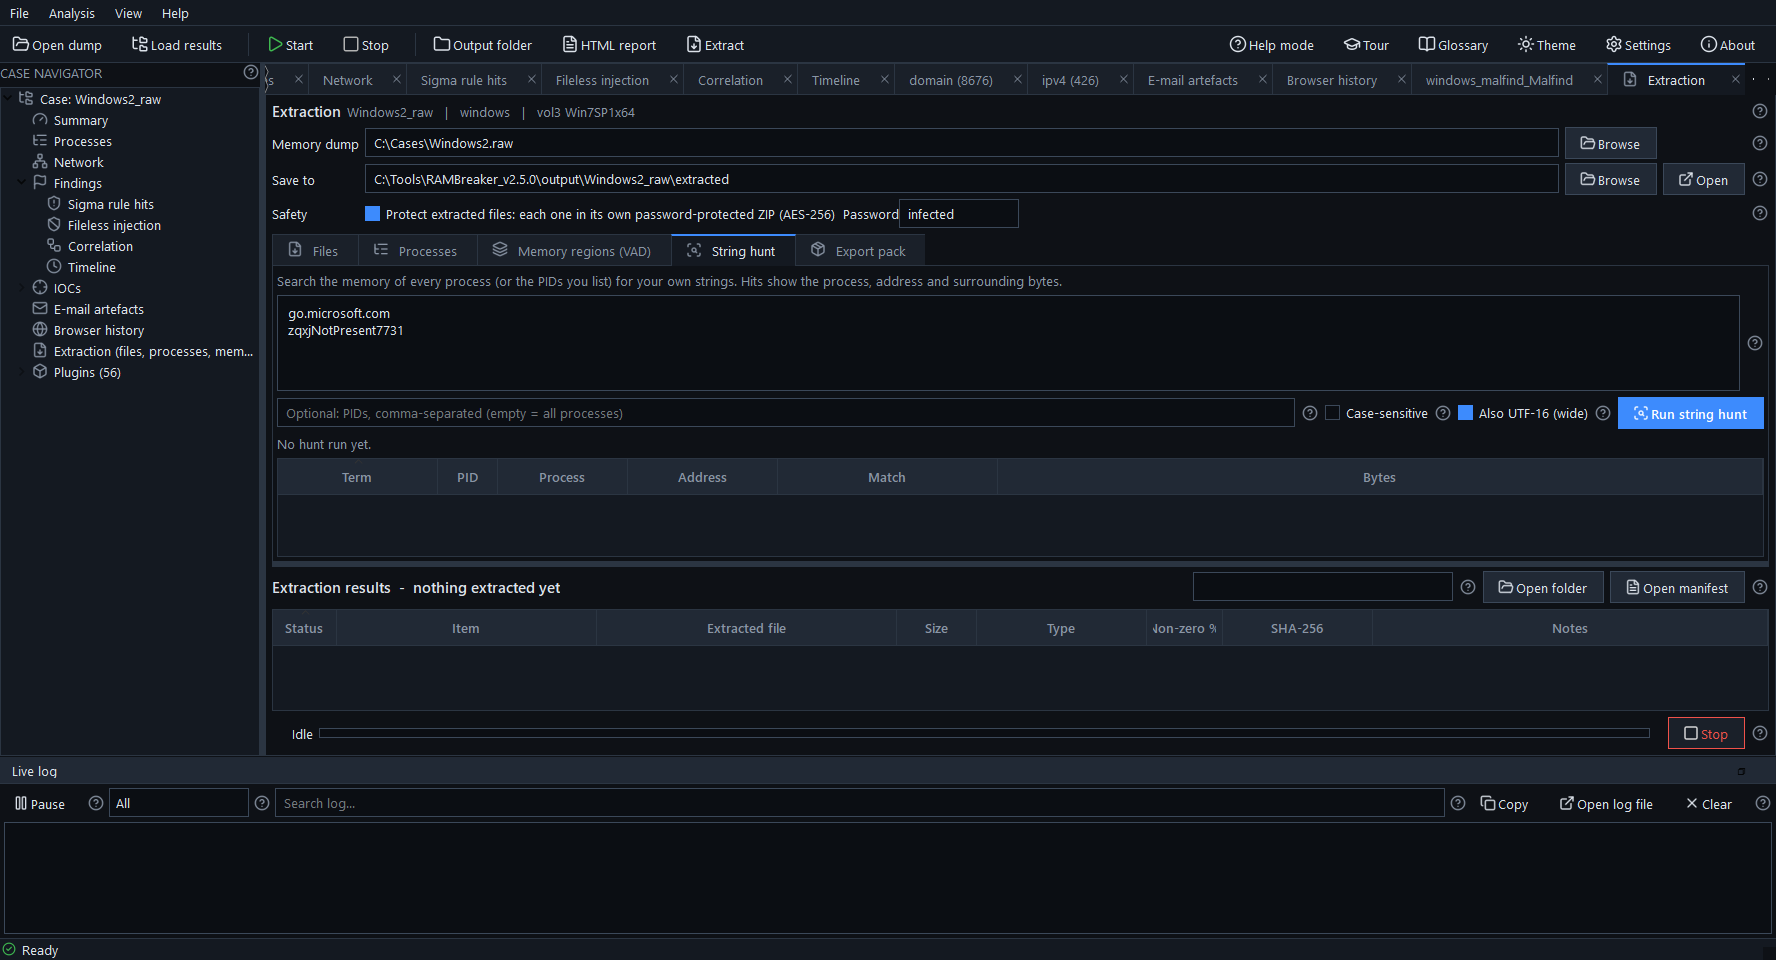 File Analysis View Help
Open dump Load results Start Stop Output folder HTML report Extract Help mode Tour Glossary Theme Settings About
CASE NAVIGATOR
s Network Sigma rule hits Fileless injection Correlation Timeline domain (8676) ipv4 (426) E-mail artefacts Browser history windows_malfind_Malfind Extraction
Case: Windows2_raw
Summary
Processes
Network
Findings
Sigma rule hits
Fileless injection
Correlation
Timeline
IOCs
E-mail artefacts
Browser history
Extraction (files, processes, mem...
Plugins (56)
Extraction Windows2_raw | windows | vol3 Win7SP1x64
Memory dump C:\Cases\Windows2.raw Browse
Save to C:\Tools\RAMBreaker_v2.5.0\output\Windows2_raw\extracted Browse Open
Safety Protect extracted files: each one in its own password-protected ZIP (AES-256) Password infected
Files Processes Memory regions (VAD) String hunt Export pack
Search the memory of every process (or the PIDs you list) for your own strings. Hits show the process, address and surrounding bytes.
go.microsoft.com
zqxjNotPresent7731
Optional: PIDs, comma-separated (empty = all processes) Case-sensitive Also UTF-16 (wide) Run string hunt
No hunt run yet.
Term PID Process Address Match Bytes
Extraction results - nothing extracted yet Open folder Open manifest
Status Item Extracted file Size Type Non-zero % SHA-256 Notes
Idle Stop
Live log
Pause All Search log... Copy Open log file Clear
Ready